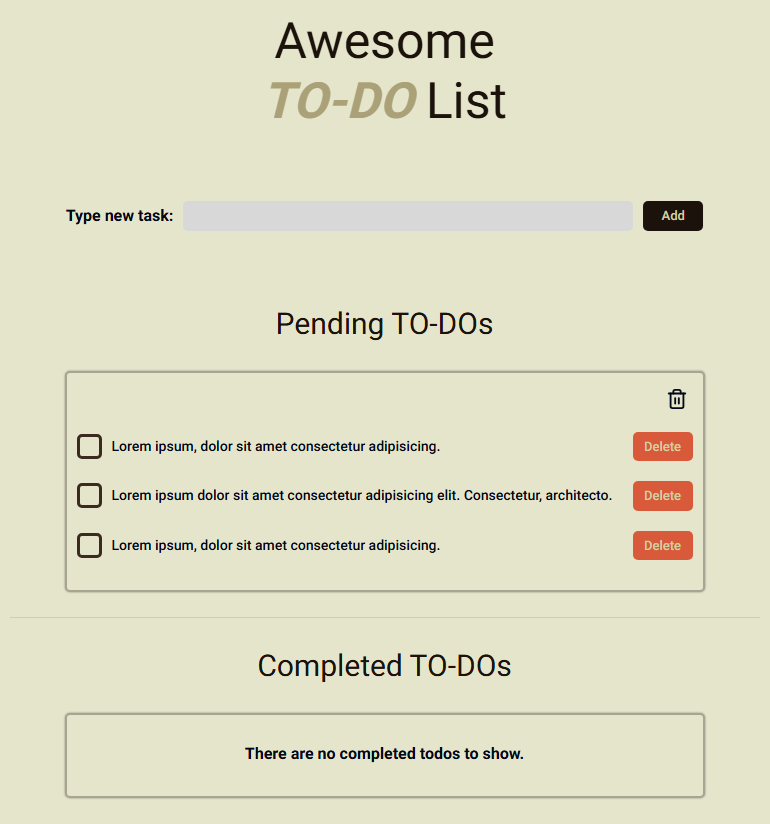 Awesome
TO-DO List
Type new task:
Add
Pending TO-DOs
Lorem ipsum, dolor sit amet consectetur adipisicing.
Delete
Lorem ipsum dolor sit amet consectetur adipisicing elit. Consectetur, architecto.
Delete
Lorem ipsum, dolor sit amet consectetur adipisicing.
Delete
Completed TO-DOs
There are no completed todos to show.